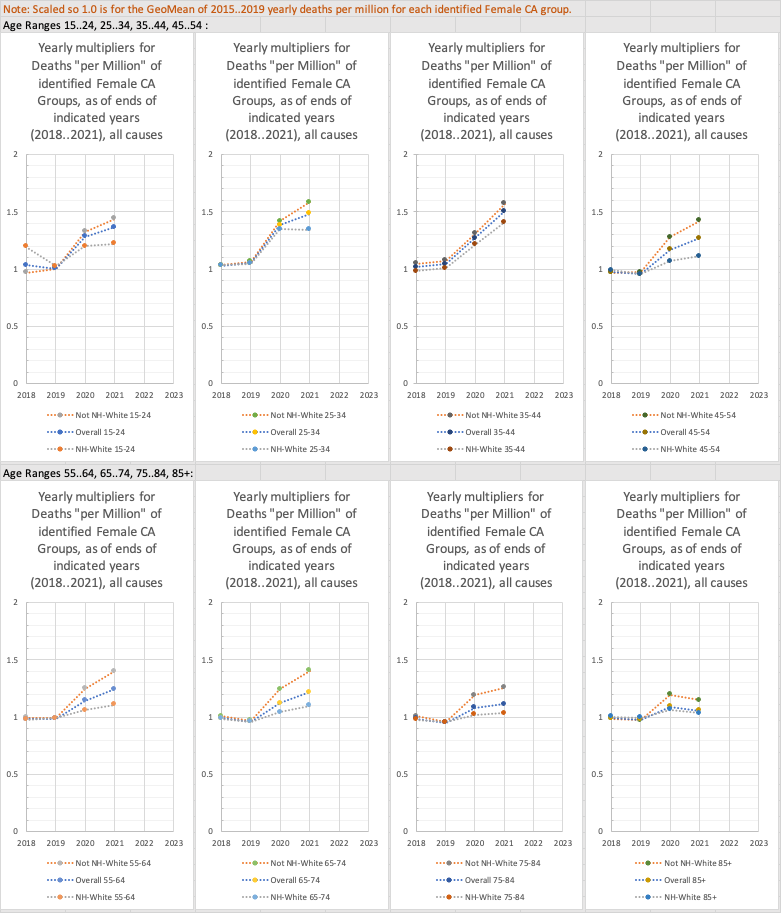 Note: Scaled so 1.0 is for the GeoMean of 2015..2019 yearly deaths per million for each identified Female CA group.
Age Ranges 15..24, 25..34, 35..44, 45..54 :
Yearly multipliers for
Deaths "per Million" of
identified Female CA
Groups, as of ends of
indicated years
(2018..2021), all causes
2
1.5
1
0.5
0
2018 2019 2020 2021 2022 2023
Not NH-White 15-24
Overall 15-24
NH-White 15-24
Yearly multipliers for
Deaths "per Million" of
identified Female CA
Groups, as of ends of
indicated years
(2018..2021), all causes
2
1.5
1
0.5
0
2018 2019 2020 2021 2022 2023
Not NH-White 25-34
Overall 25-34
NH-White 25-34
Yearly multipliers for
Deaths "per Million" of
identified Female CA
Groups, as of ends of
indicated years
(2018..2021), all causes
2
1.5
1
0.5
0
2018 2019 2020 2021 2022 2023
Not NH-White 35-44
Overall 35-44
NH-White 35-44
Yearly multipliers for
Deaths "per Million" of
identified Female CA
Groups, as of ends of
indicated years
(2018..2021), all causes
2
1.5
1
0.5
0
2018 2019 2020 2021 2022 2023
Not NH-White 45-54
Overall 45-54
NH-White 45-54
Age Ranges 55..64, 65..74, 75..84, 85+:
Yearly multipliers for
Deaths "per Million" of
identified Female CA
Groups, as of ends of
indicated years
(2018..2021), all causes
2
1.5
1
0.5
0
2018 2019 2020 2021 2022 2023
Not NH-White 55-64
Overall 55-64
NH-White 55-64
Yearly multipliers for
Deaths "per Million" of
identified Female CA
Groups, as of ends of
indicated years
(2018..2021), all causes
2
1.5
1
0.5
0
2018 2019 2020 2021 2022 2023
Not NH-White 65-74
Overall 65-74
NH-White 65-74
Yearly multipliers for
Deaths "per Million" of
identified Female CA
Groups, as of ends of
indicated years
(2018..2021), all causes
2
1.5
1
0.5
0
2018 2019 2020 2021 2022 2023
Not NH-White 75-84
Overall 75-84
NH-White 75-84
Yearly multipliers for
Deaths "per Million" of
identified Female CA
Groups, as of ends of
indicated years
(2018..2021), all causes
2
1.5
1
0.5
0
2018 2019 2020 2021 2022 2023
Not NH-White 85+
Overall 85+
NH-White 85+